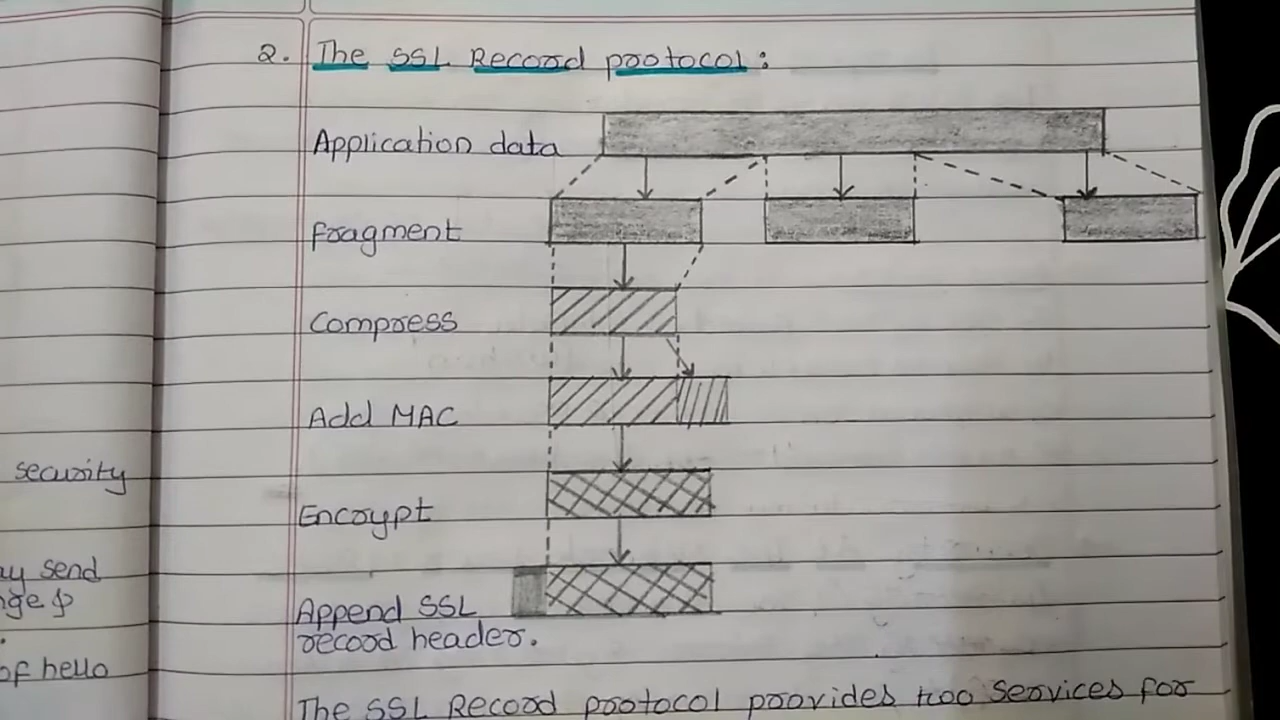 2. The SSL Record protocol :
Application data
Fragment
Compress
Add MAC
Encrypt
Append SSL
record header.
The SSL Record protocol provides two services for
security
send
of hello